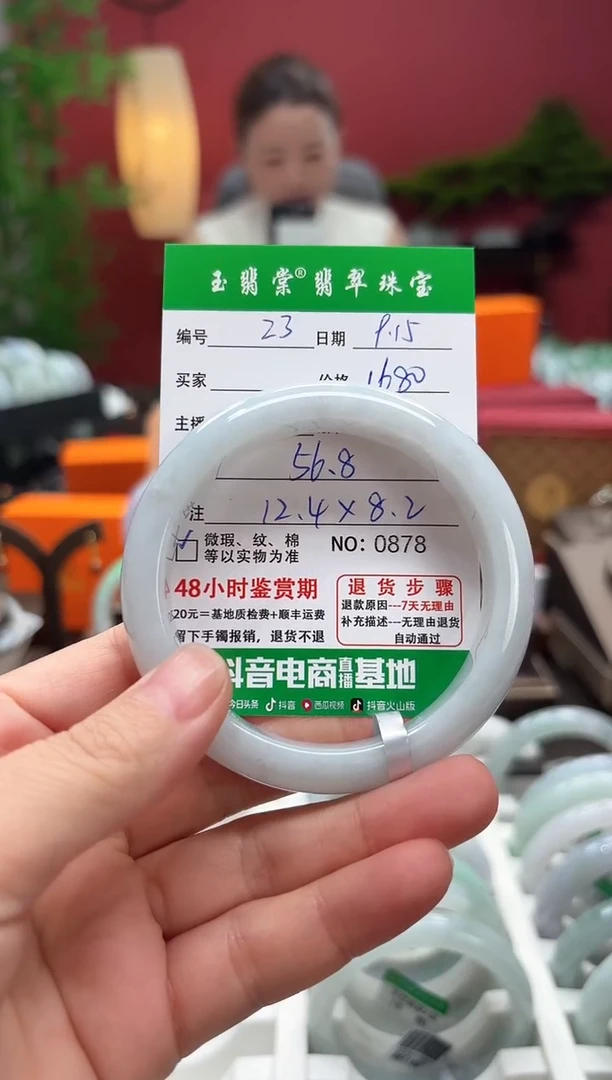 玉翡棠®翡翠珠宝
编号 23 日期 9.15
买家 价格 1680
主播
56.8
注 12.4×8.2
微瑕、纹、棉
等以实物为准
NO: 0878
48小时鉴赏期
20元=基地质检费+顺丰运费
留下手镯报销，退货不退
退货步骤
退款原因---7天无理由
补充描述---无理由退货
自动通过
抖音电商直播基地
今日头条 抖音 西瓜视频 抖音火山版